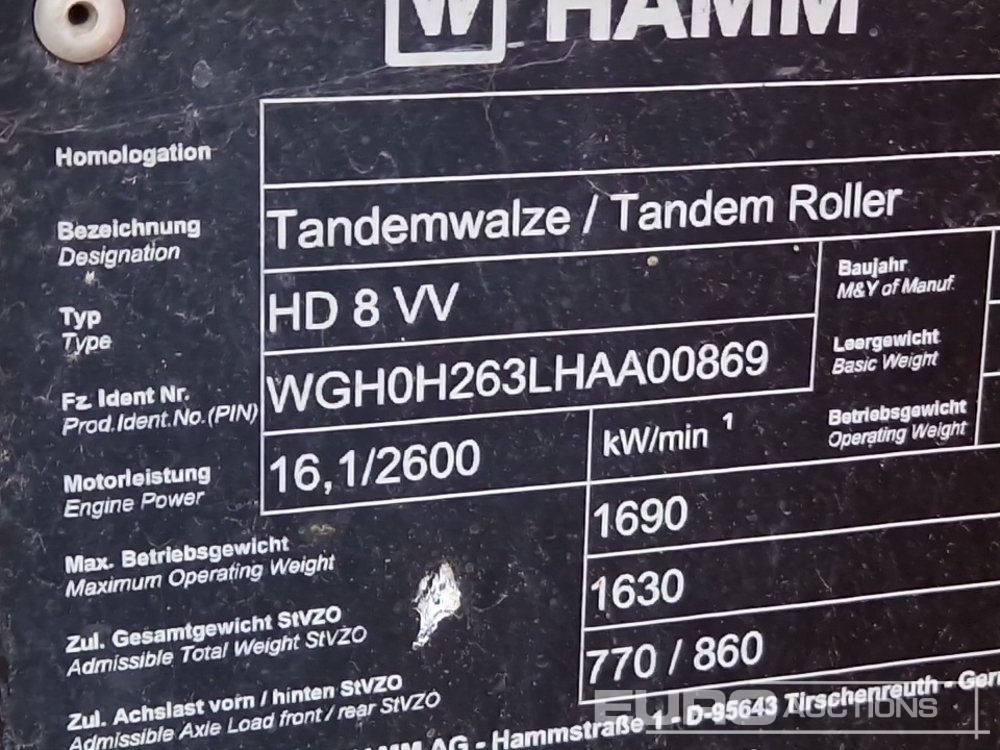 W HAMM
Homologation
Bezeichnung
Designation
Tandemwalze / Tandem Roller
Typ
Type
HD 8 VV
Baujahr
M&Y of Manuf.
Fz. Ident Nr.
Prod.Ident.No.(PIN)
WGH0H263LHAA00869
Leergewicht
Basic Weight
Motorleistung
Engine Power
16,1/2600
kW/min 1
Betriebsgewicht
Operating Weight
Max. Betriebsgewicht
Maximum Operating Weight
1690
Zul. Gesamtgewicht StVZO
Admissible Total Weight StVZO
1630
Zul. Achslast vorn / hinten StVZO
Admissible Axle Load front / rear StVZO
770 / 860
HAMM AG - Hammstraße 1 - D-95643 Tirschenreuth - Ger
EURO AUCTIONS